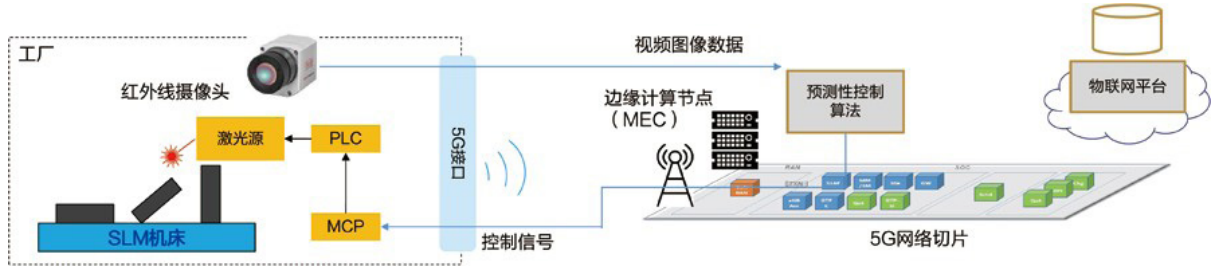 工厂
红外线摄像头
激光源
PLC
MCP
SLM机床
5G接口
视频图像数据
控制信号
边缘计算节点
（MEC）
预测性控制
算法
5G网络切片
物联网平台